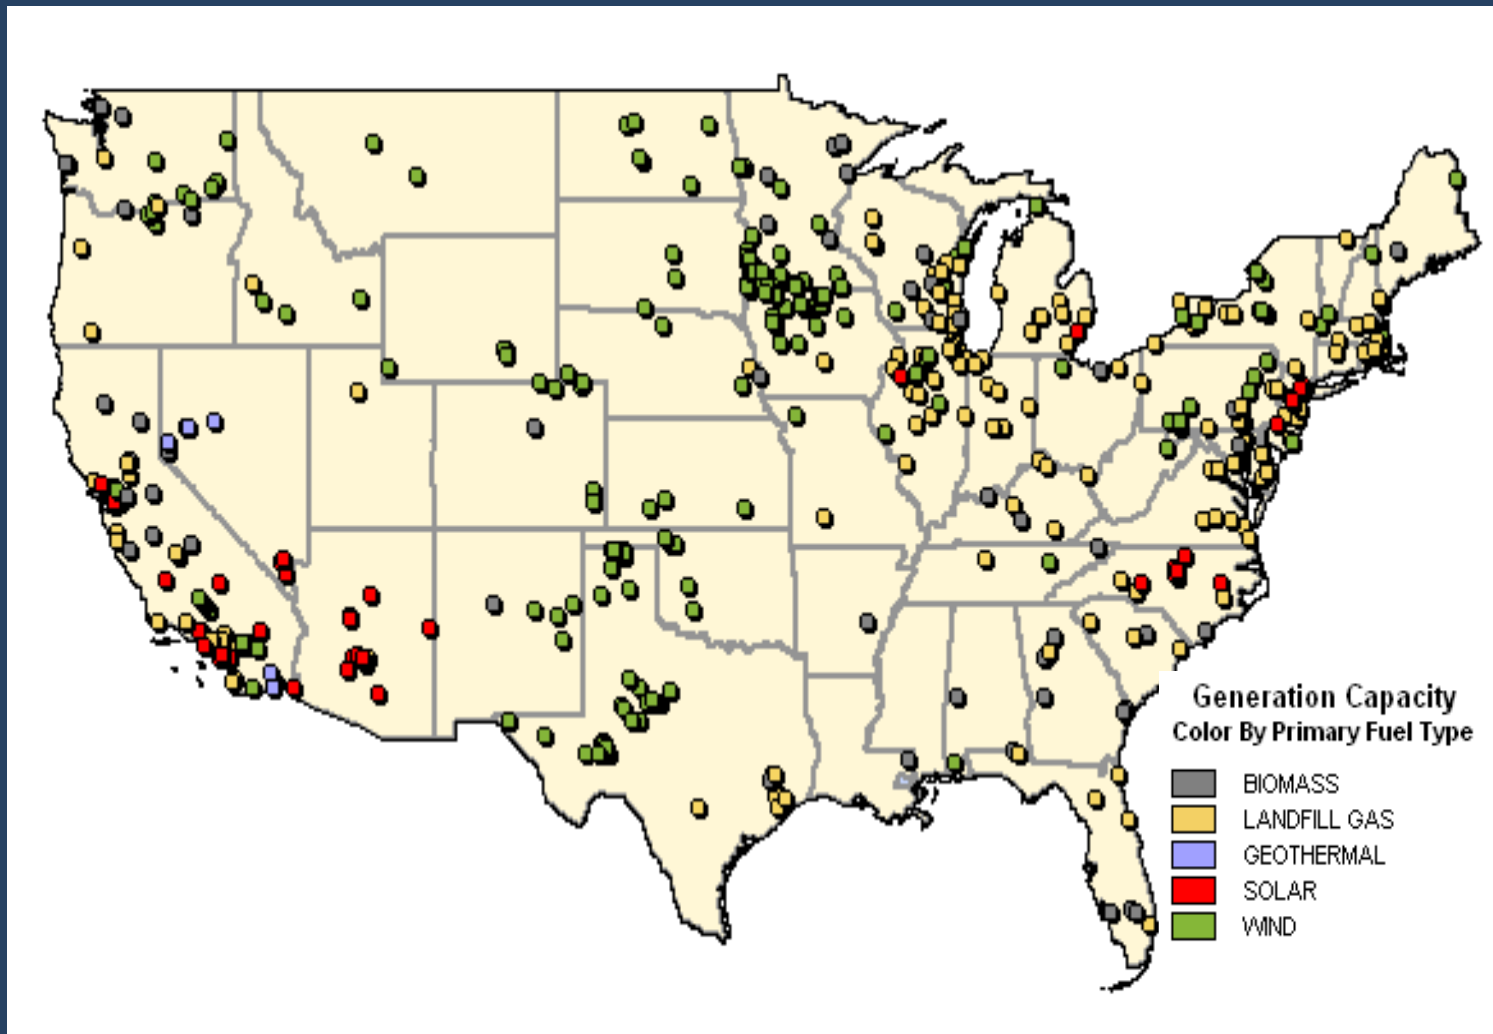 Generation Capacity
Color By Primary Fuel Type
BIOMASS
LANDFILL GAS
GEOTHERMAL
SOLAR
WIND